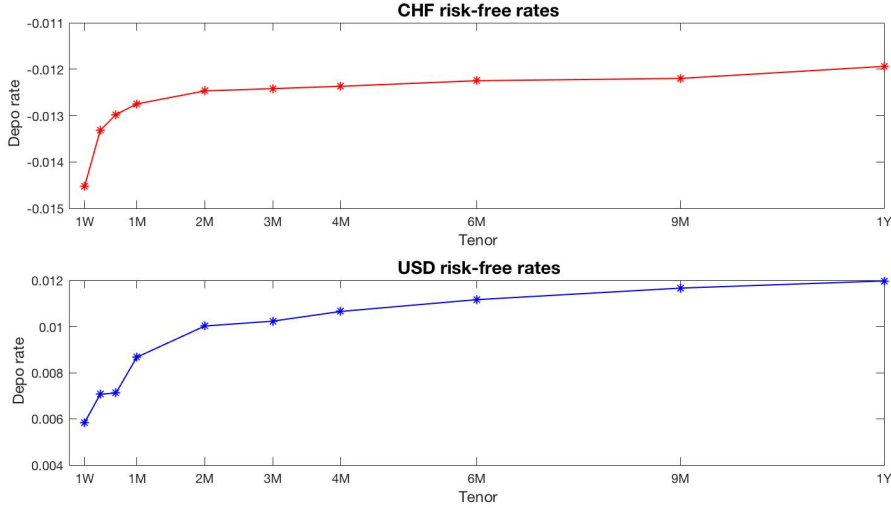 CHF risk-free rates
-0.011
-0.012
-0.013
-0.014
-0.015
Depo rate
1W 1M 2M 3M 4M 6M 9M 1Y
Tenor
USD risk-free rates
0.012
0.01
0.008
0.006
0.004
Depo rate
1W 1M 2M 3M 4M 6M 9M 1Y
Tenor